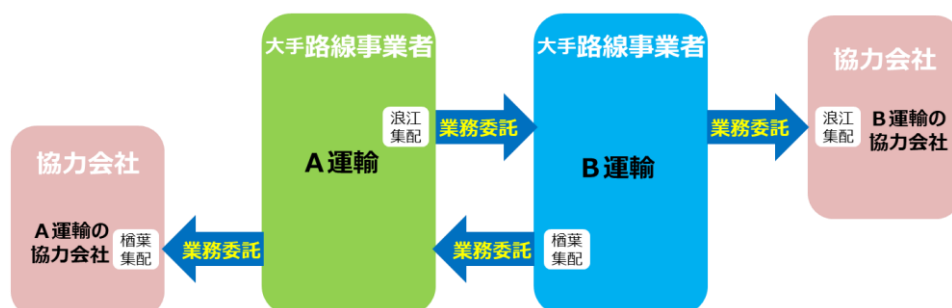 大手路線事業者
浪江
集配
業務委託
A運輸
大手路線事業者
業務委託
B運輸
業務委託
楢葉
集配
協力会社
浪江
集配
B運輸の
協力会社
協力会社
A運輸の
協力会社
楢葉
集配
業務委託